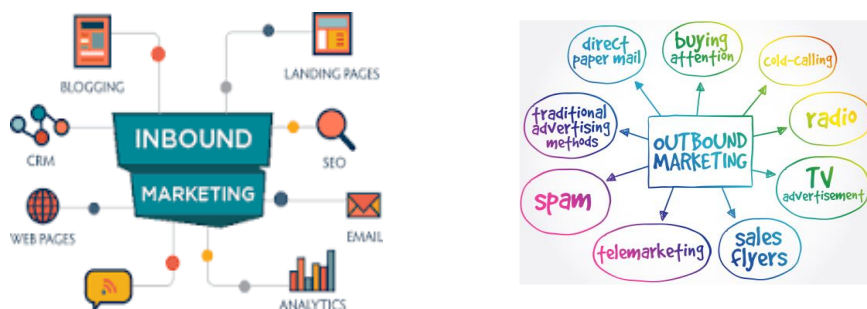 BLOGGING
LANDING PAGES
INBOUND
MARKETING
CRM
SEO
WEB PAGES
EMAIL
ANALYTICS
direct
paper mail
buying
attention
cold-calling
traditional
advertising
methods
OUTBOUND
MARKETING
radio
TV
advertisement
spam
telemarketing
sales
flyers